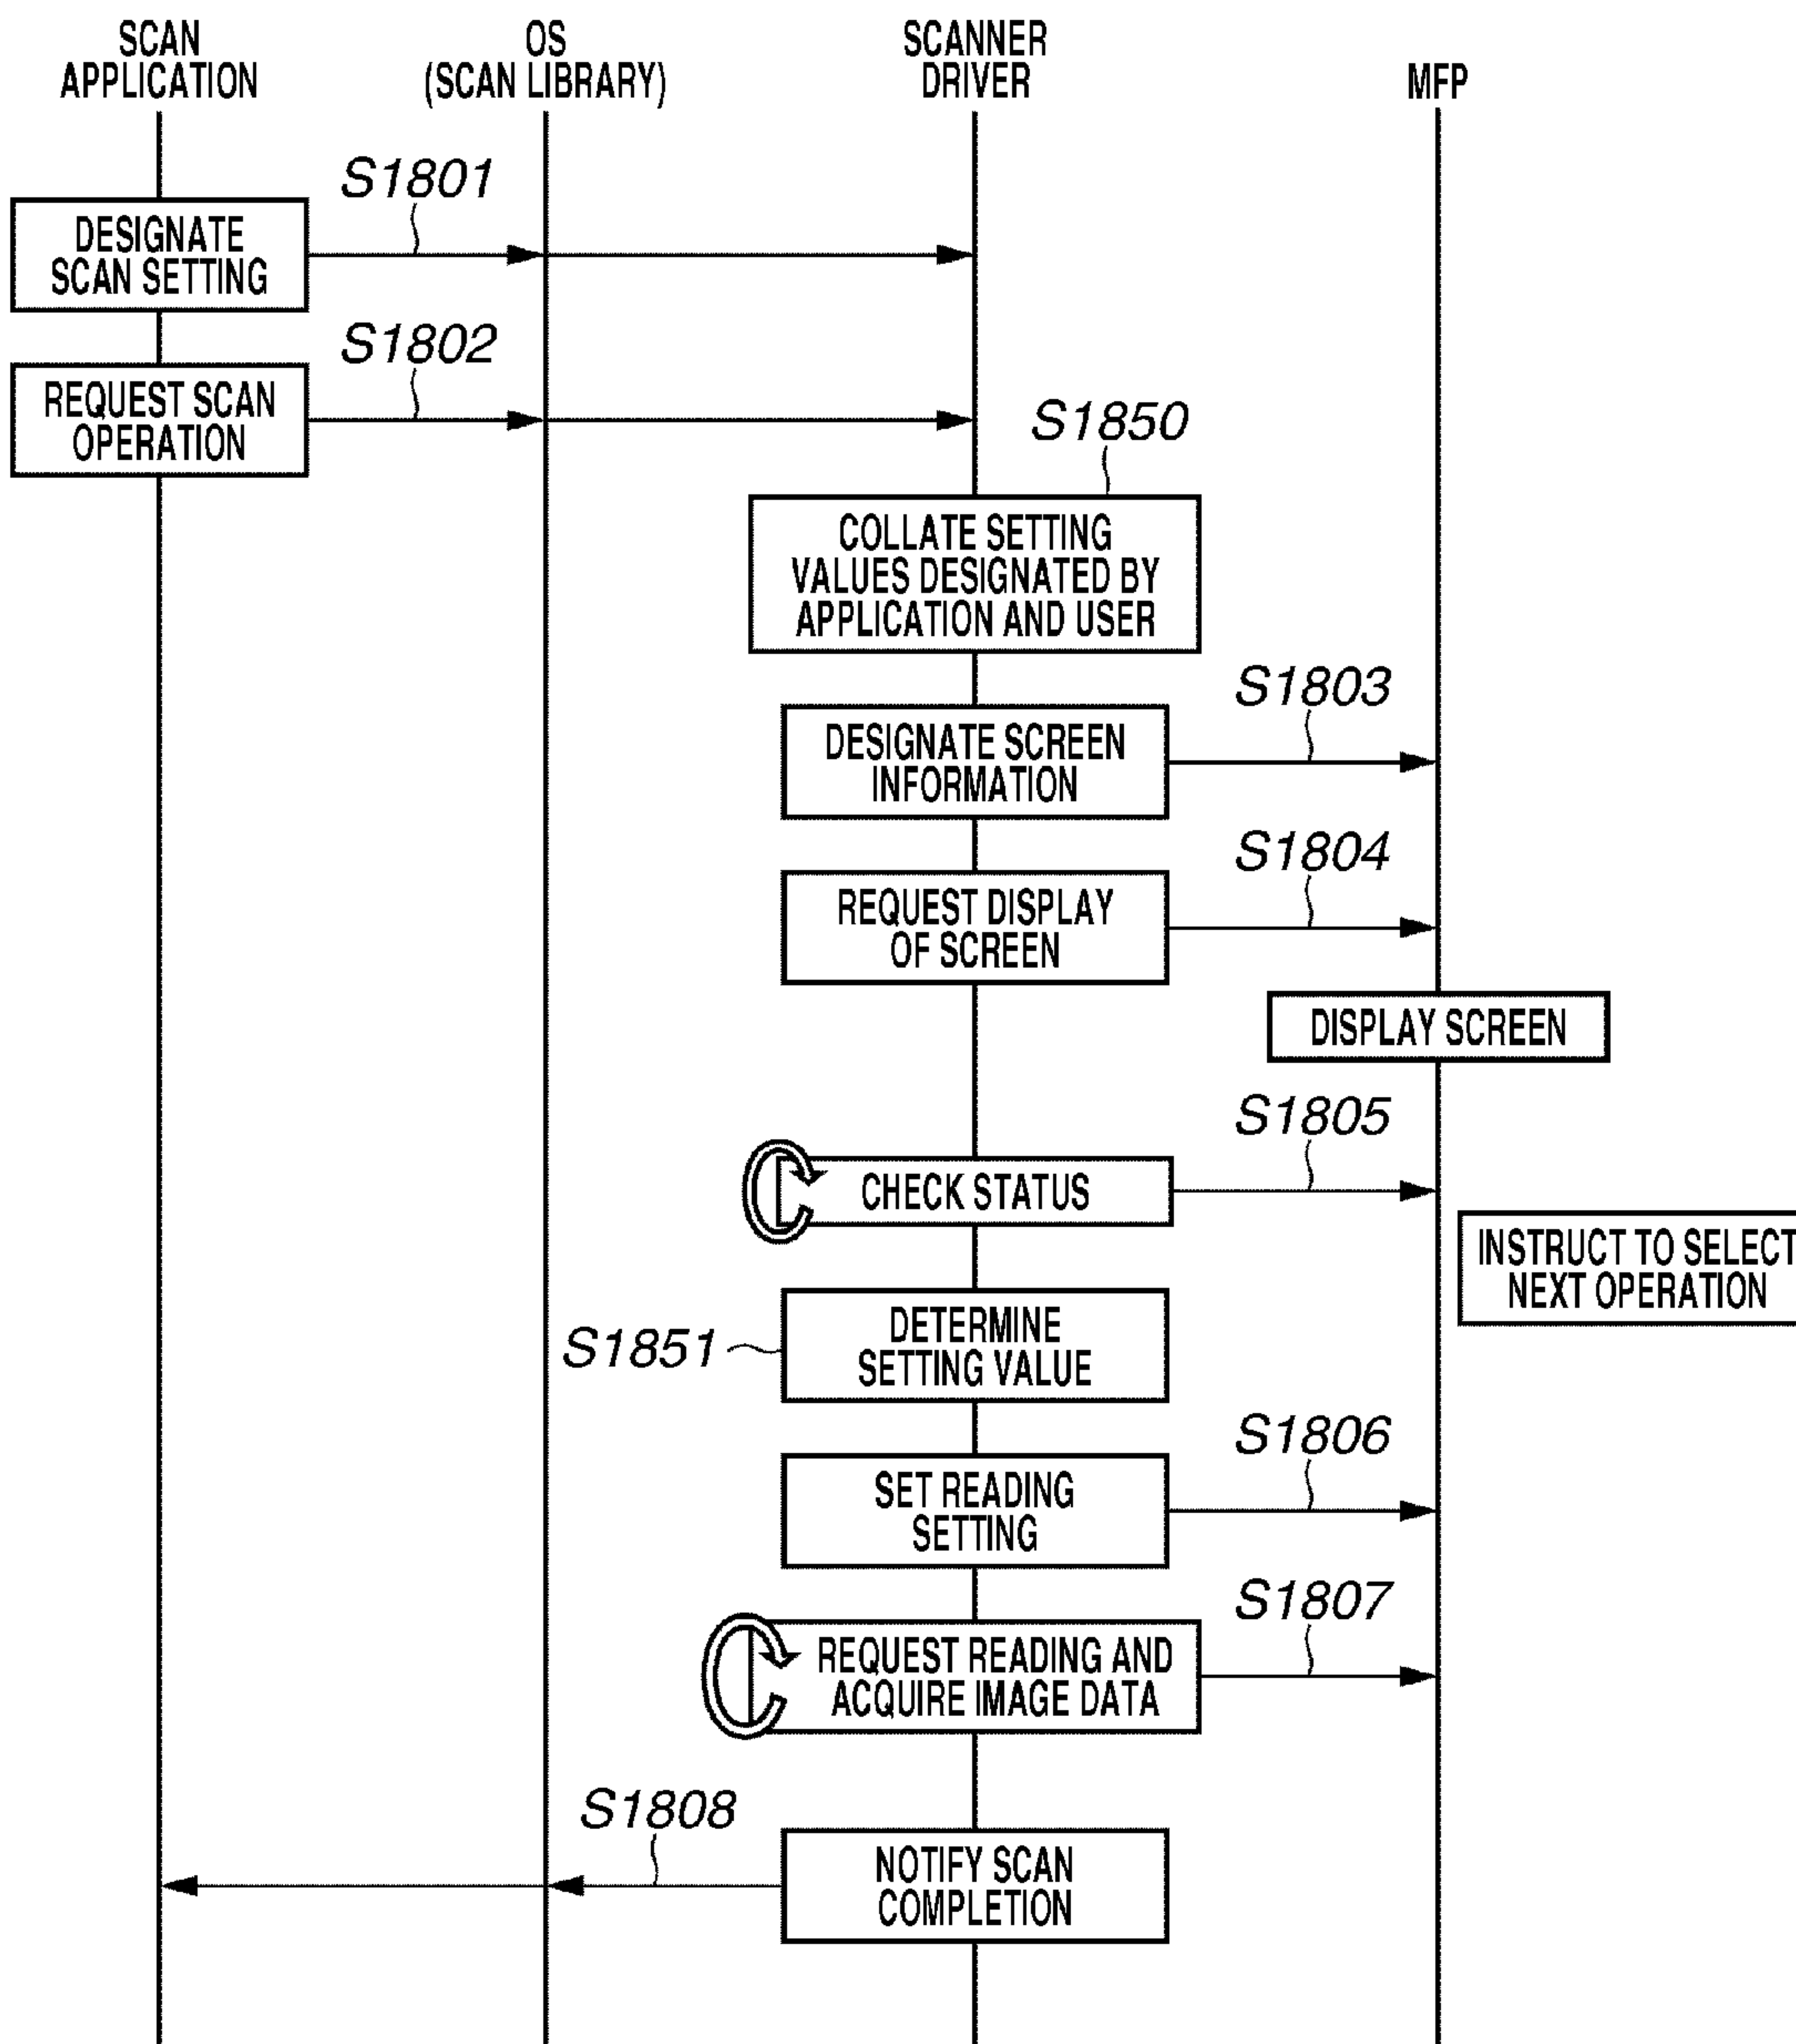 SCAN
APPLICATION
OS
(SCAN LIBRARY)
SCANNER
DRIVER
MFP
S1801
DESIGNATE
SCAN SETTING
S1802
REQUEST SCAN
OPERATION
S1850
COLLATE SETTING
VALUES DESIGNATED BY
APPLICATION AND USER
S1803
DESIGNATE SCREEN
INFORMATION
S1804
REQUEST DISPLAY
OF SCREEN
DISPLAY SCREEN
S1805
CHECK STATUS
INSTRUCT TO SELECT
NEXT OPERATION
S1851
DETERMINE
SETTING VALUE
S1806
SET READING
SETTING
S1807
REQUEST READING AND
ACQUIRE IMAGE DATA
S1808
NOTIFY SCAN
COMPLETION